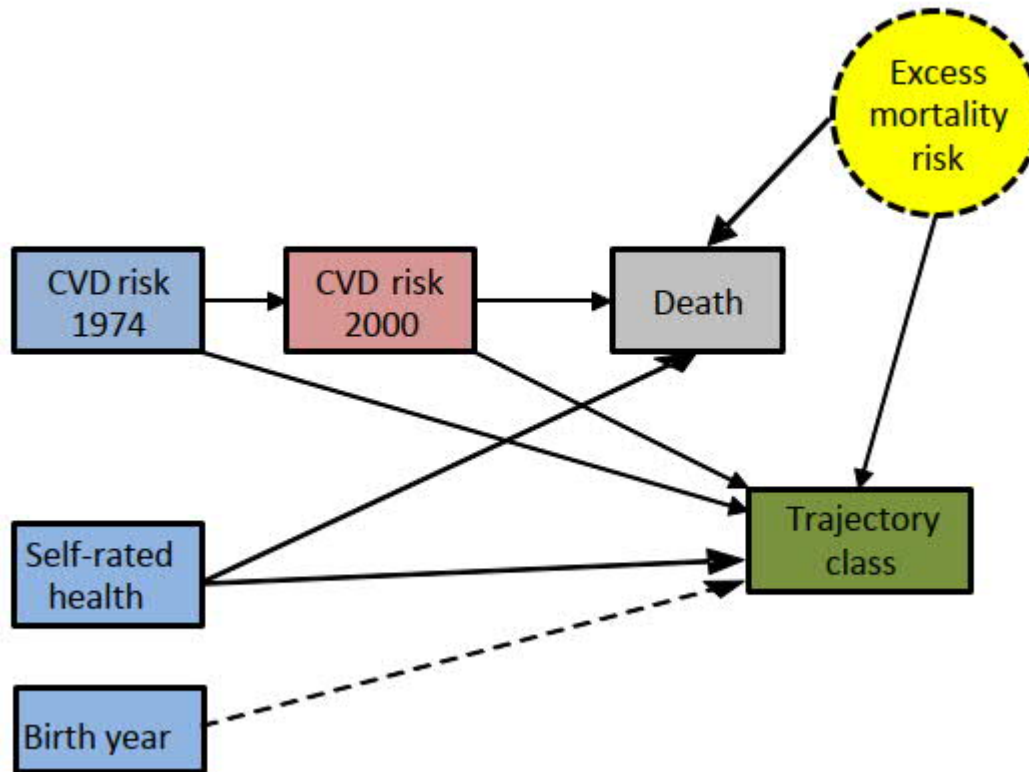 Excess
mortality
risk
CVD risk
1974
CVD risk
2000
Death
Trajectory
class
Self-rated
health
Birth year